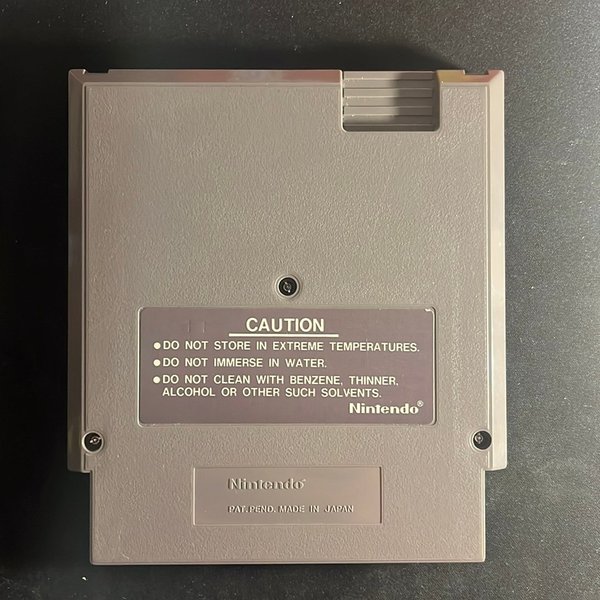 CAUTION
●DO NOT STORE IN EXTREME TEMPERATURES.
●DO NOT IMMERSE IN WATER.
●DO NOT CLEAN WITH BENZENE, THINNER,
ALCOHOL OR OTHER SUCH SOLVENTS.
Nintendo®
Nintendo®
PAT.PEND. MADE IN JAPAN